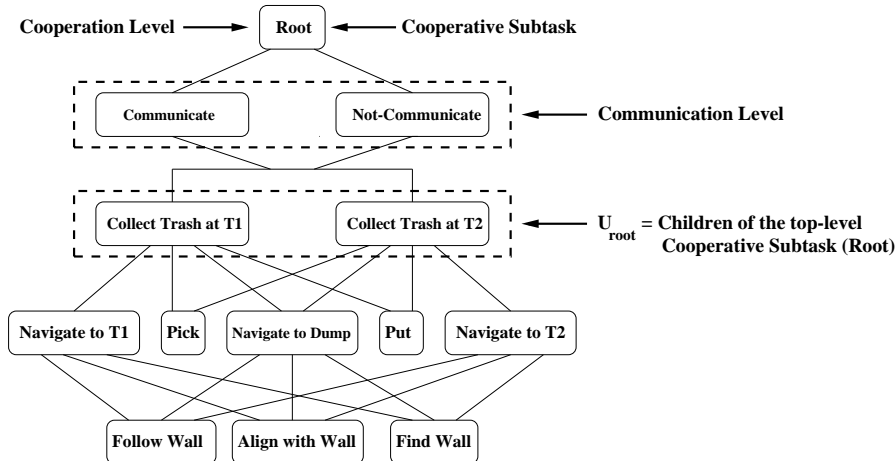 Cooperation Level
Root
Cooperative Subtask
Communicate
Not-Communicate
Communication Level
Collect Trash at T1
Collect Trash at T2
U root = Children of the top-level
Cooperative Subtask (Root)
Navigate to T1
Pick
Navigate to Dump
Put
Navigate to T2
Follow Wall
Align with Wall
Find Wall